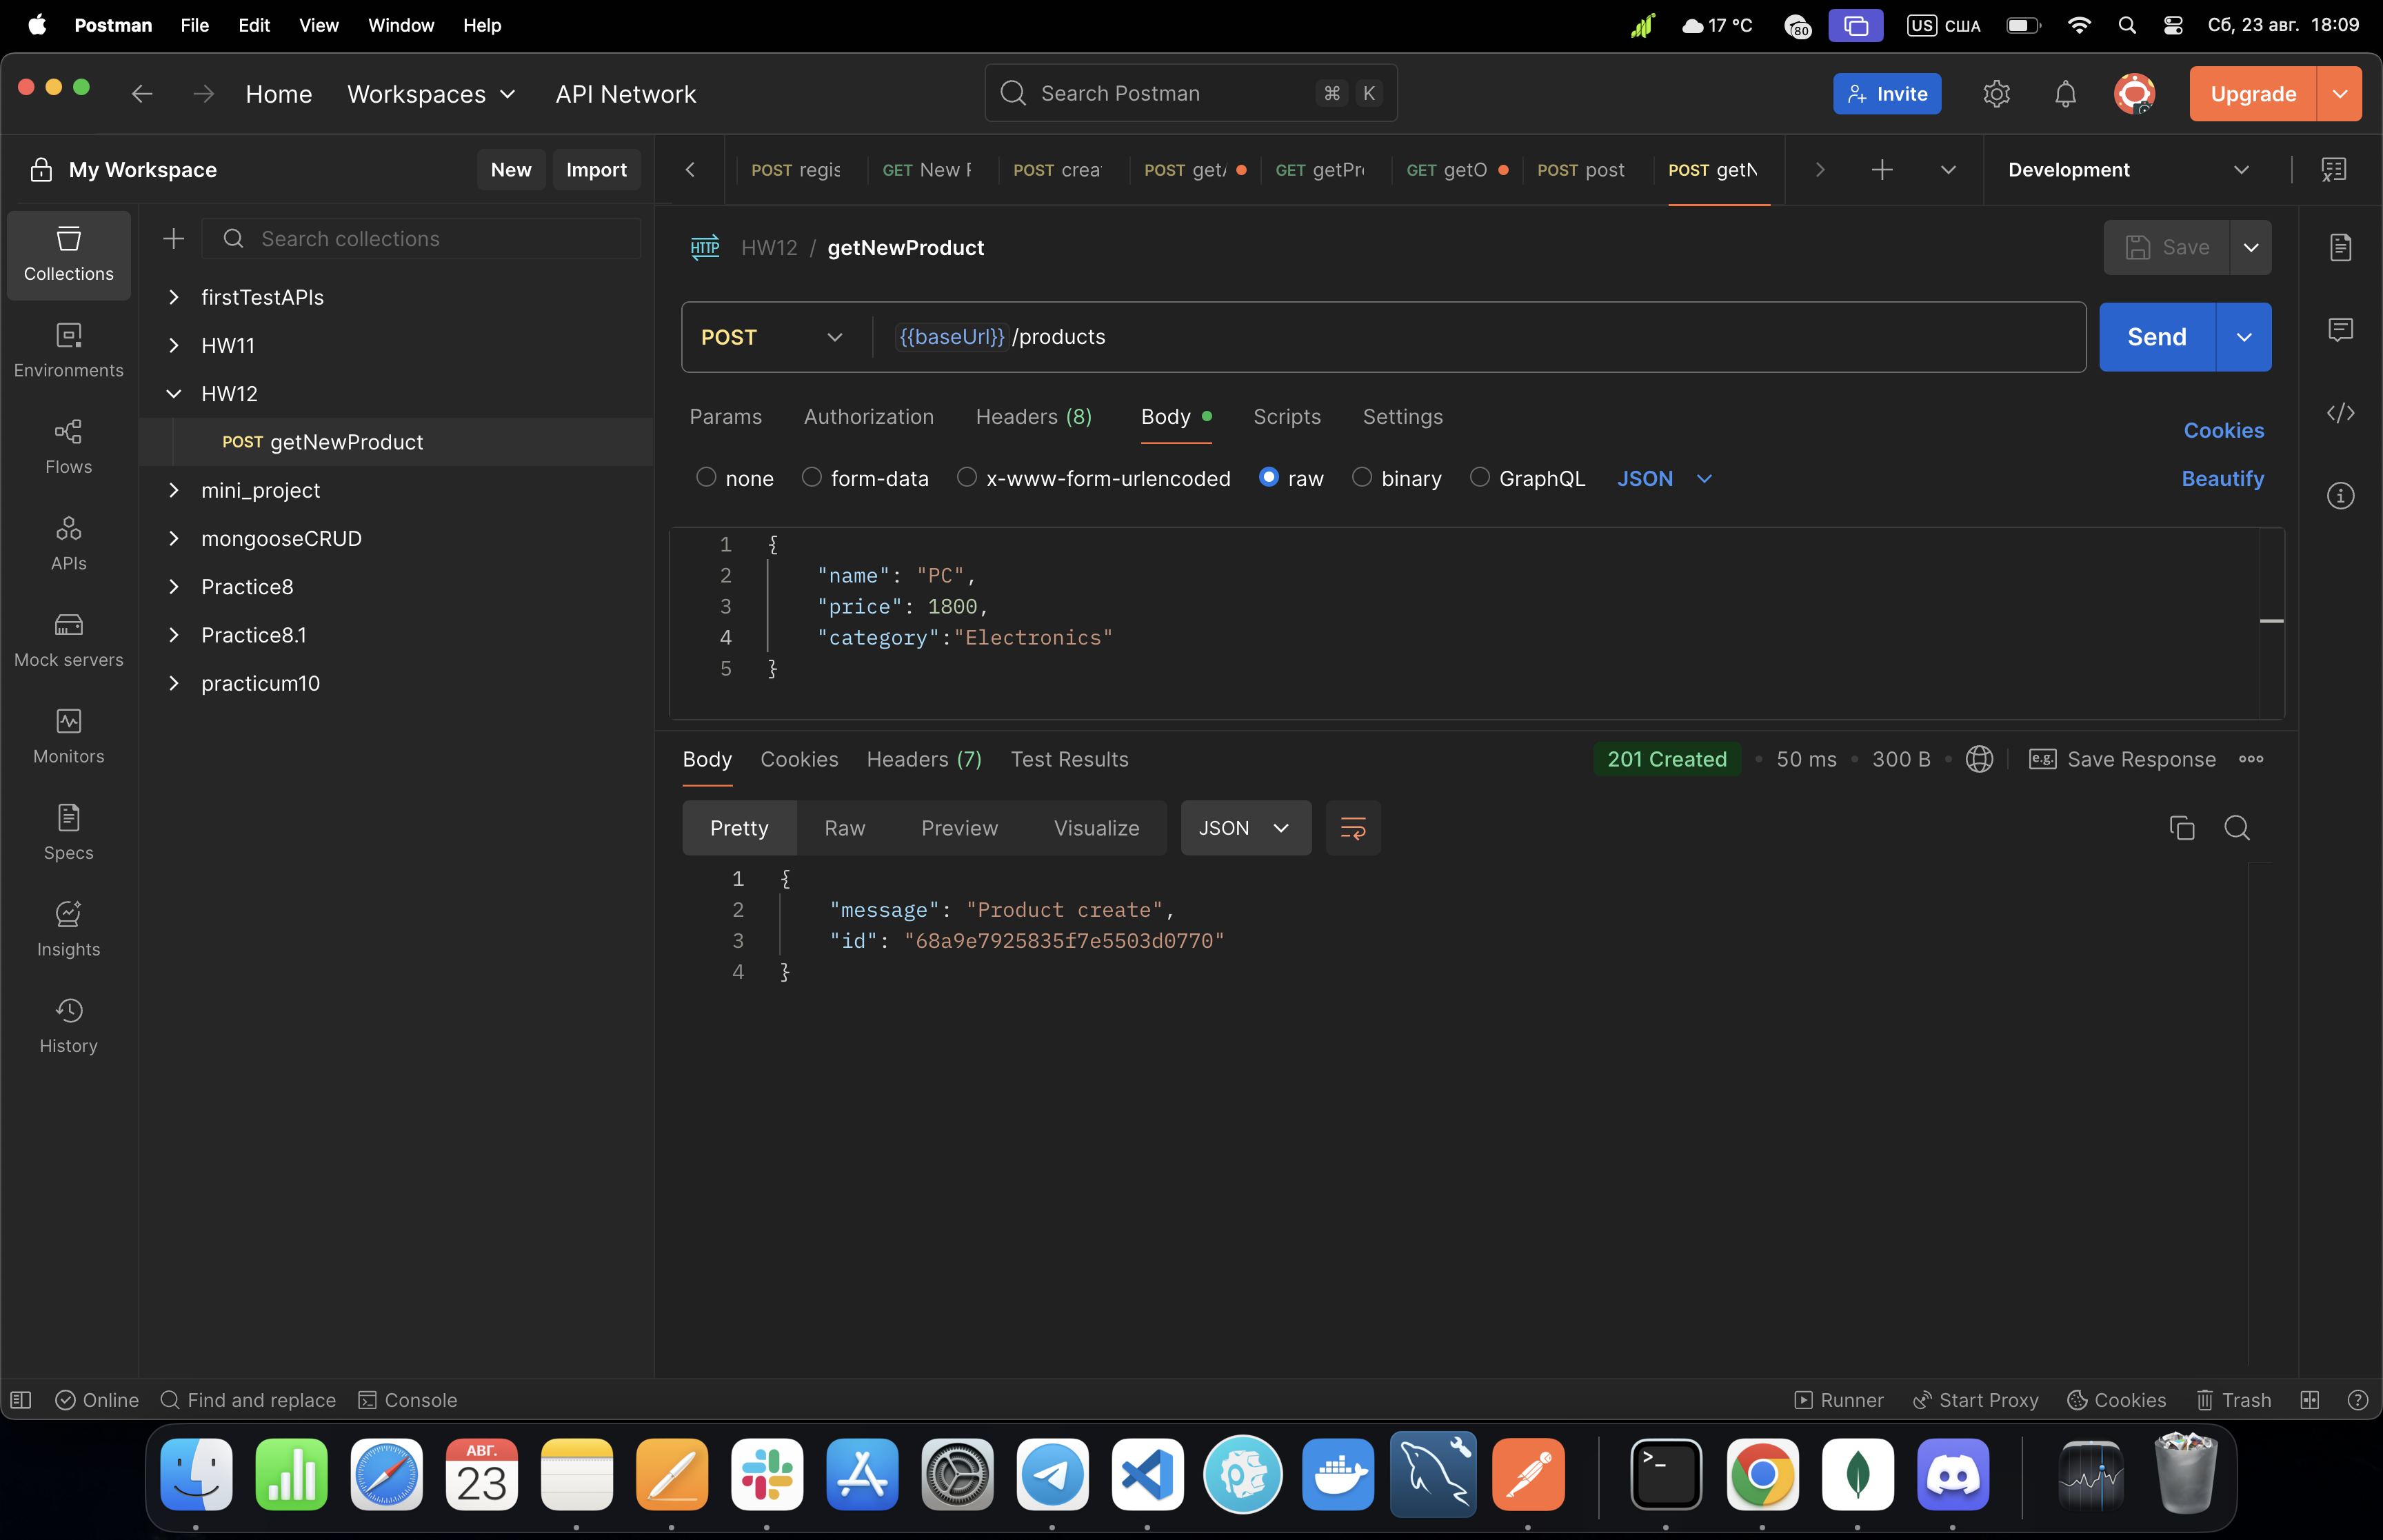 Postman File Edit View Window Help
17 °C 80 US США Сб, 23 авг. 18:09
Home Workspaces API Network
Search Postman ⌘ K
Invite Upgrade
My Workspace New Import
POST regis GET New F POST crea POST get/ GET getPr GET getO POST post POST getN
Development
Collections
Environments
Flows
APIs
Mock servers
Monitors
Specs
Insights
History
Search collections
firstTestAPIs
HW11
HW12
POST getNewProduct
mini_project
mongooseCRUD
Practice8
Practice8.1
practicum10
HTTP HW12 / getNewProduct
Save
POST {{baseUrl}}/products
Send
Params Authorization Headers (8) Body Scripts Settings
Cookies
none form-data x-www-form-urlencoded raw binary GraphQL JSON
Beautify
1 {
2 "name": "PC",
3 "price": 1800,
4 "category":"Electronics"
5 }
Body Cookies Headers (7) Test Results
201 Created • 50 ms • 300 B • e.g. Save Response
Pretty Raw Preview Visualize JSON
1 {
2 "message": "Product create",
3 "id": "68a9e7925835f7e5503d0770"
4 }
Online Find and replace Console
Runner Start Proxy Cookies Trash
АВГ.
23